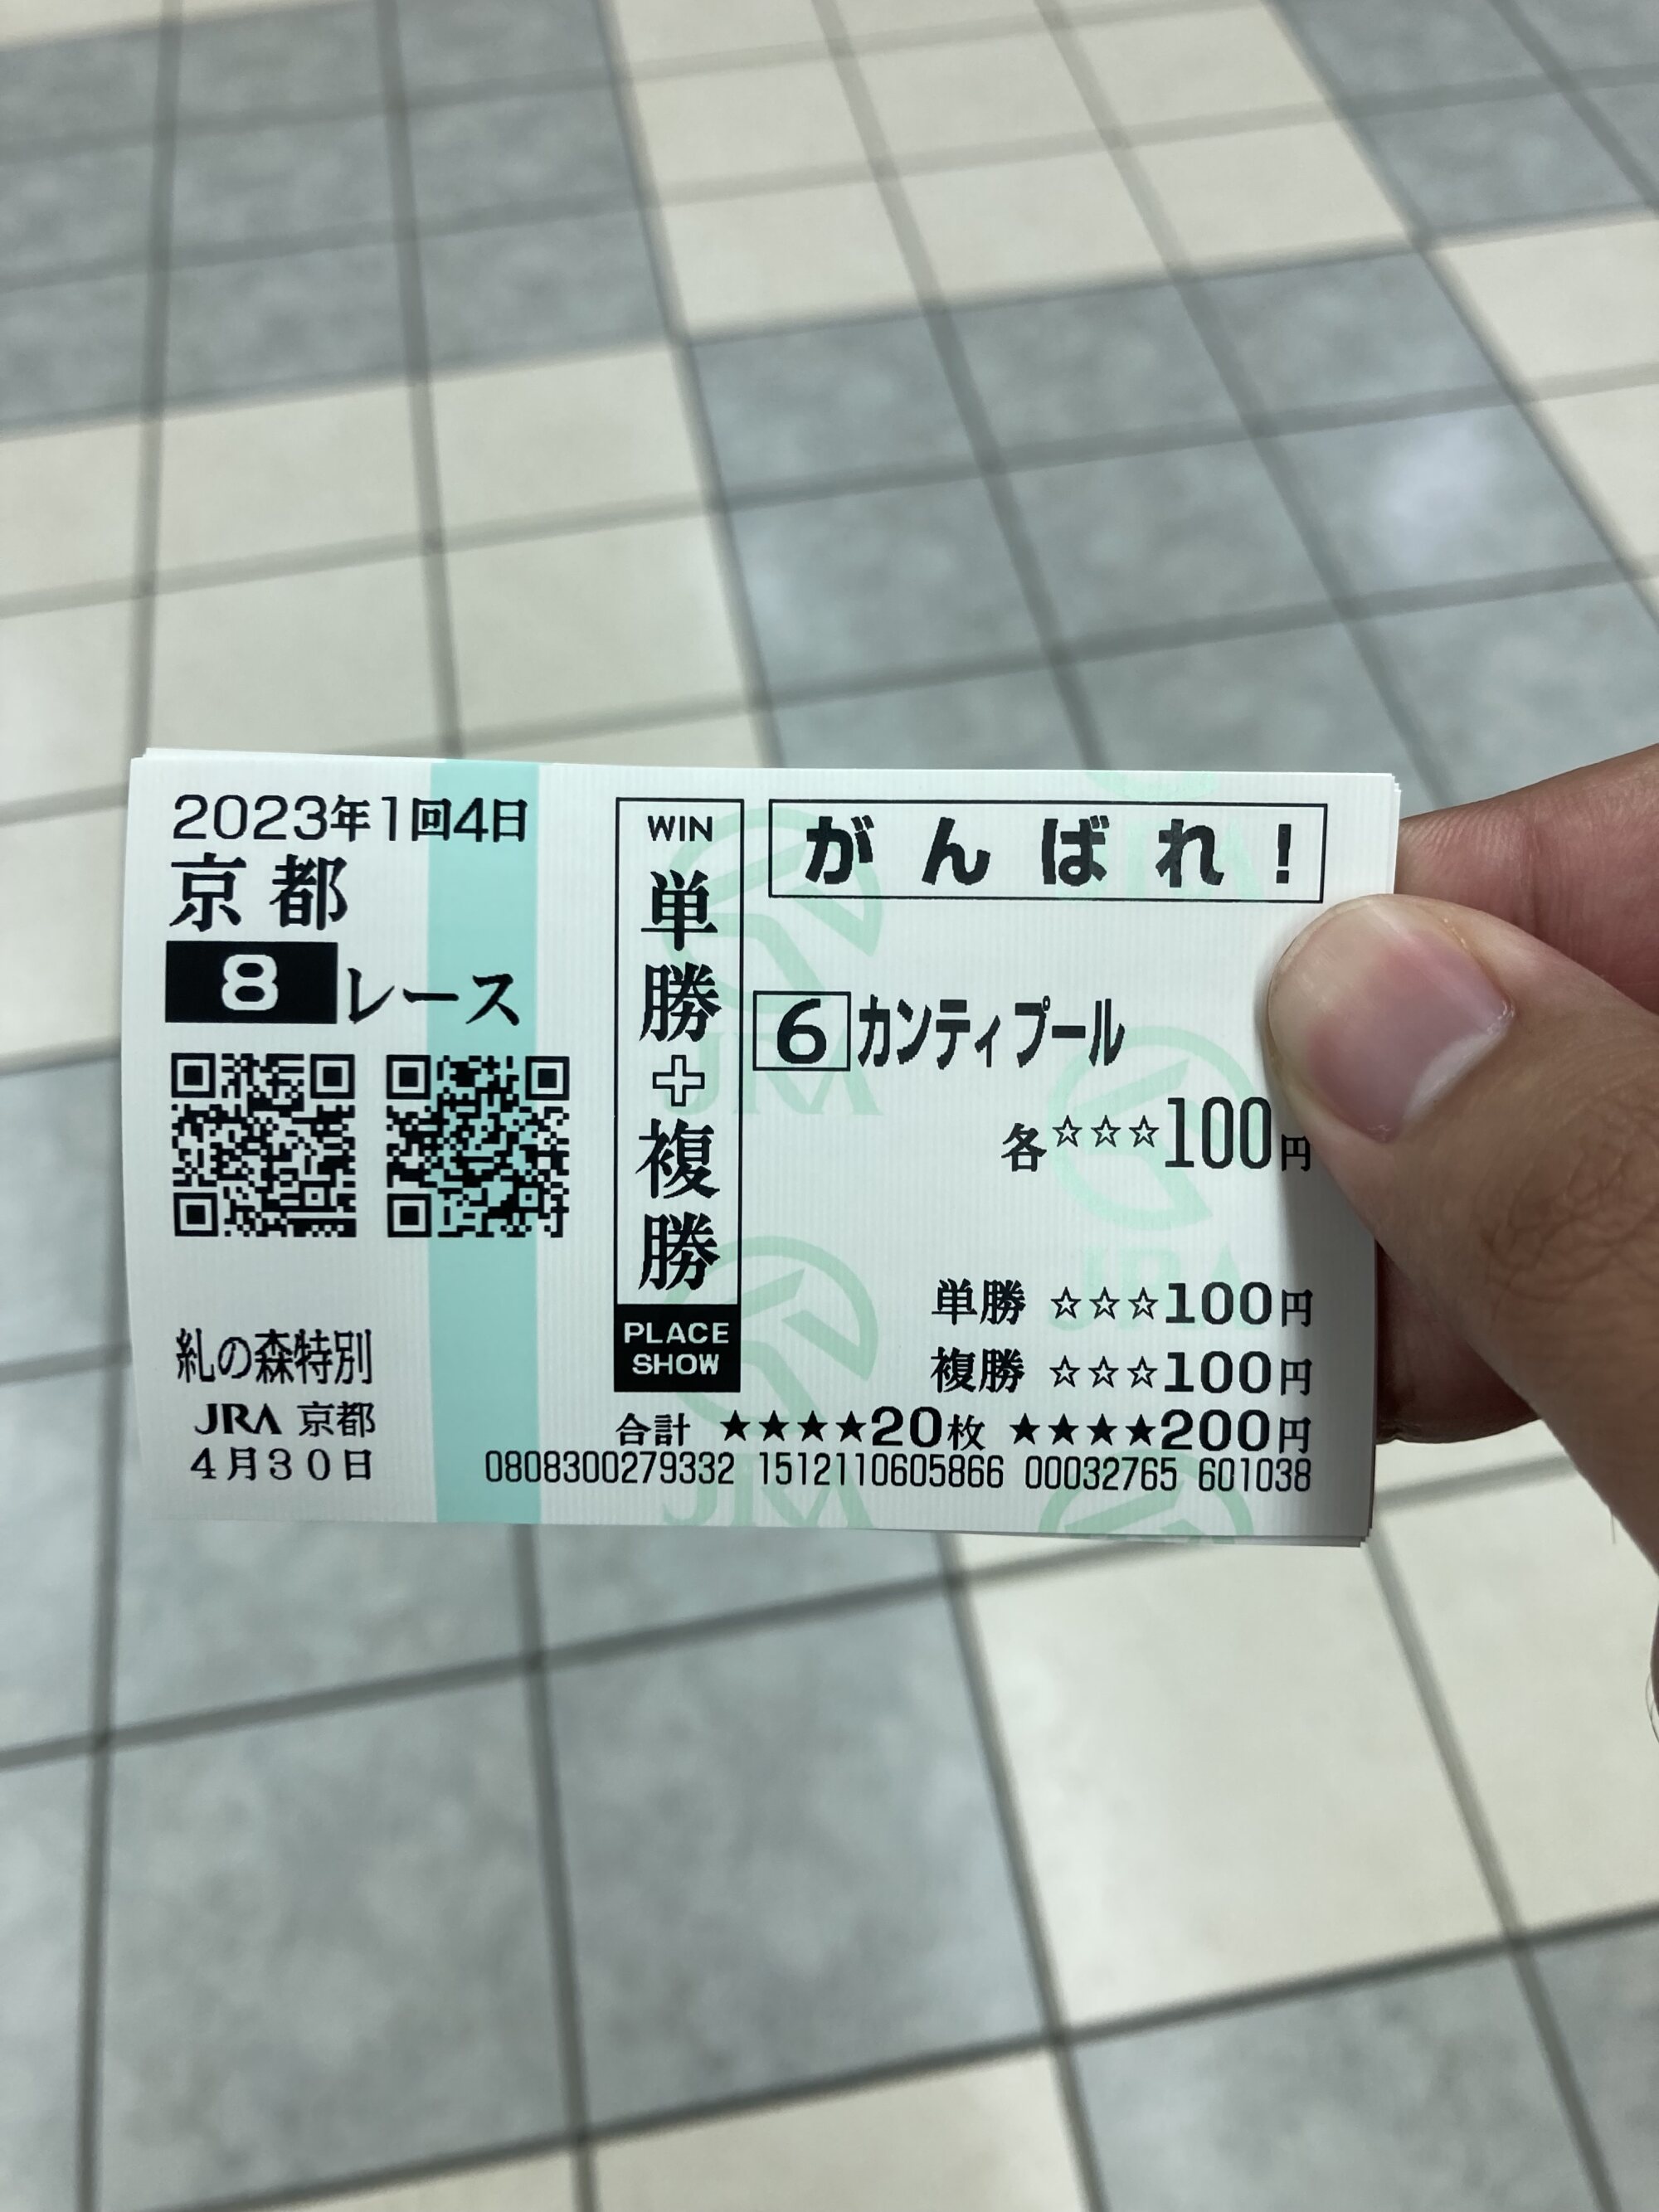 2023年1回4日
京都
8レース
糺の森特別
JRA 京都
4月30日
WIN
単勝+複勝
PLACE
SHOW
がんばれ!
6 カンティプール
各☆☆☆100円
単勝 ☆☆☆100円
複勝 ☆☆☆100円
合計 ★★★★20枚 ★★★★200円
0808300279332 1512110605866 00032765 601038
JRA
JRA
JRA